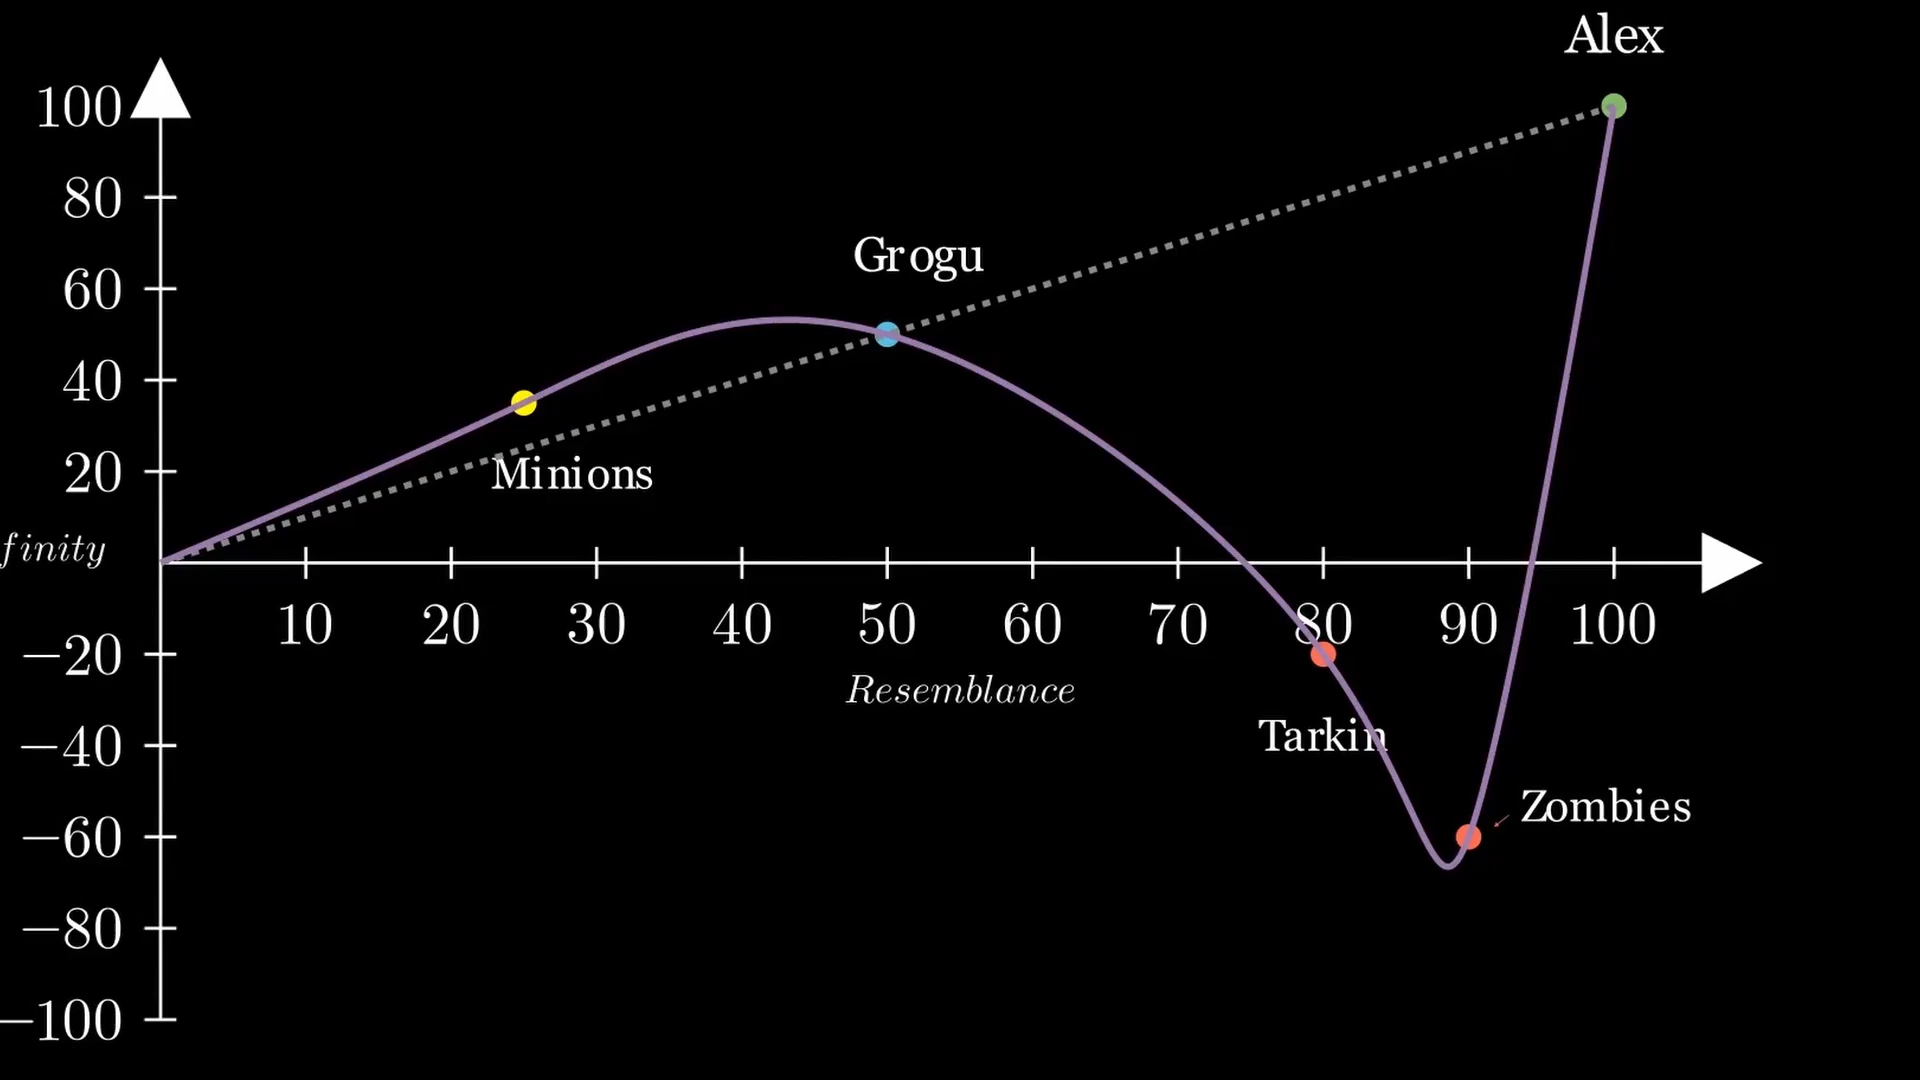 Alex
100
80
Grogu
60
40
20
Minions
finity
10 20 30 40 50 60 70 80 90 100
−20
Resemblance
−40
Tarkin
Zombies
−60
−80
−100